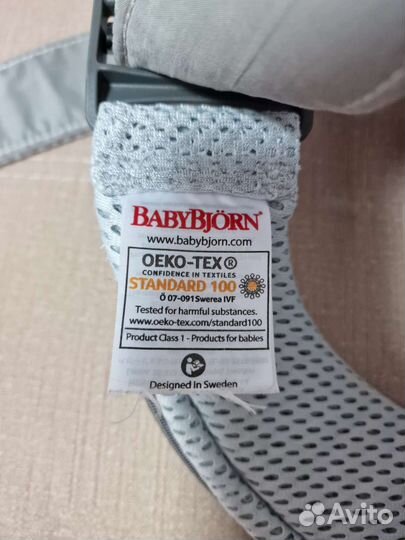 BABYBJÖRN®
www.babybjorn.com
OEKO-TEX®
CONFIDENCE IN TEXTILES
STANDARD 100
Ö 07-091 Swerea IVF
Tested for harmful substances.
www.oeko-tex.com/standard100
Product Class 1 - Products for babies
Designed in Sweden
Avito